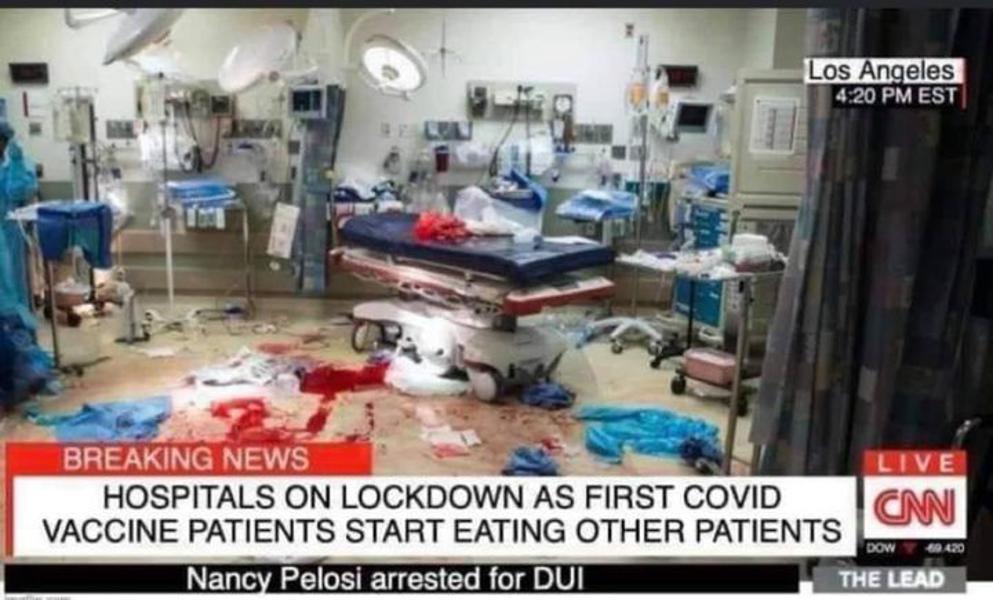 Los Angeles
4:20 PM EST
BREAKING NEWS
HOSPITALS ON LOCKDOWN AS FIRST COVID
VACCINE PATIENTS START EATING OTHER PATIENTS
LIVE
CNN
DOW -69.420
Nancy Pelosi arrested for DUI
THE LEAD